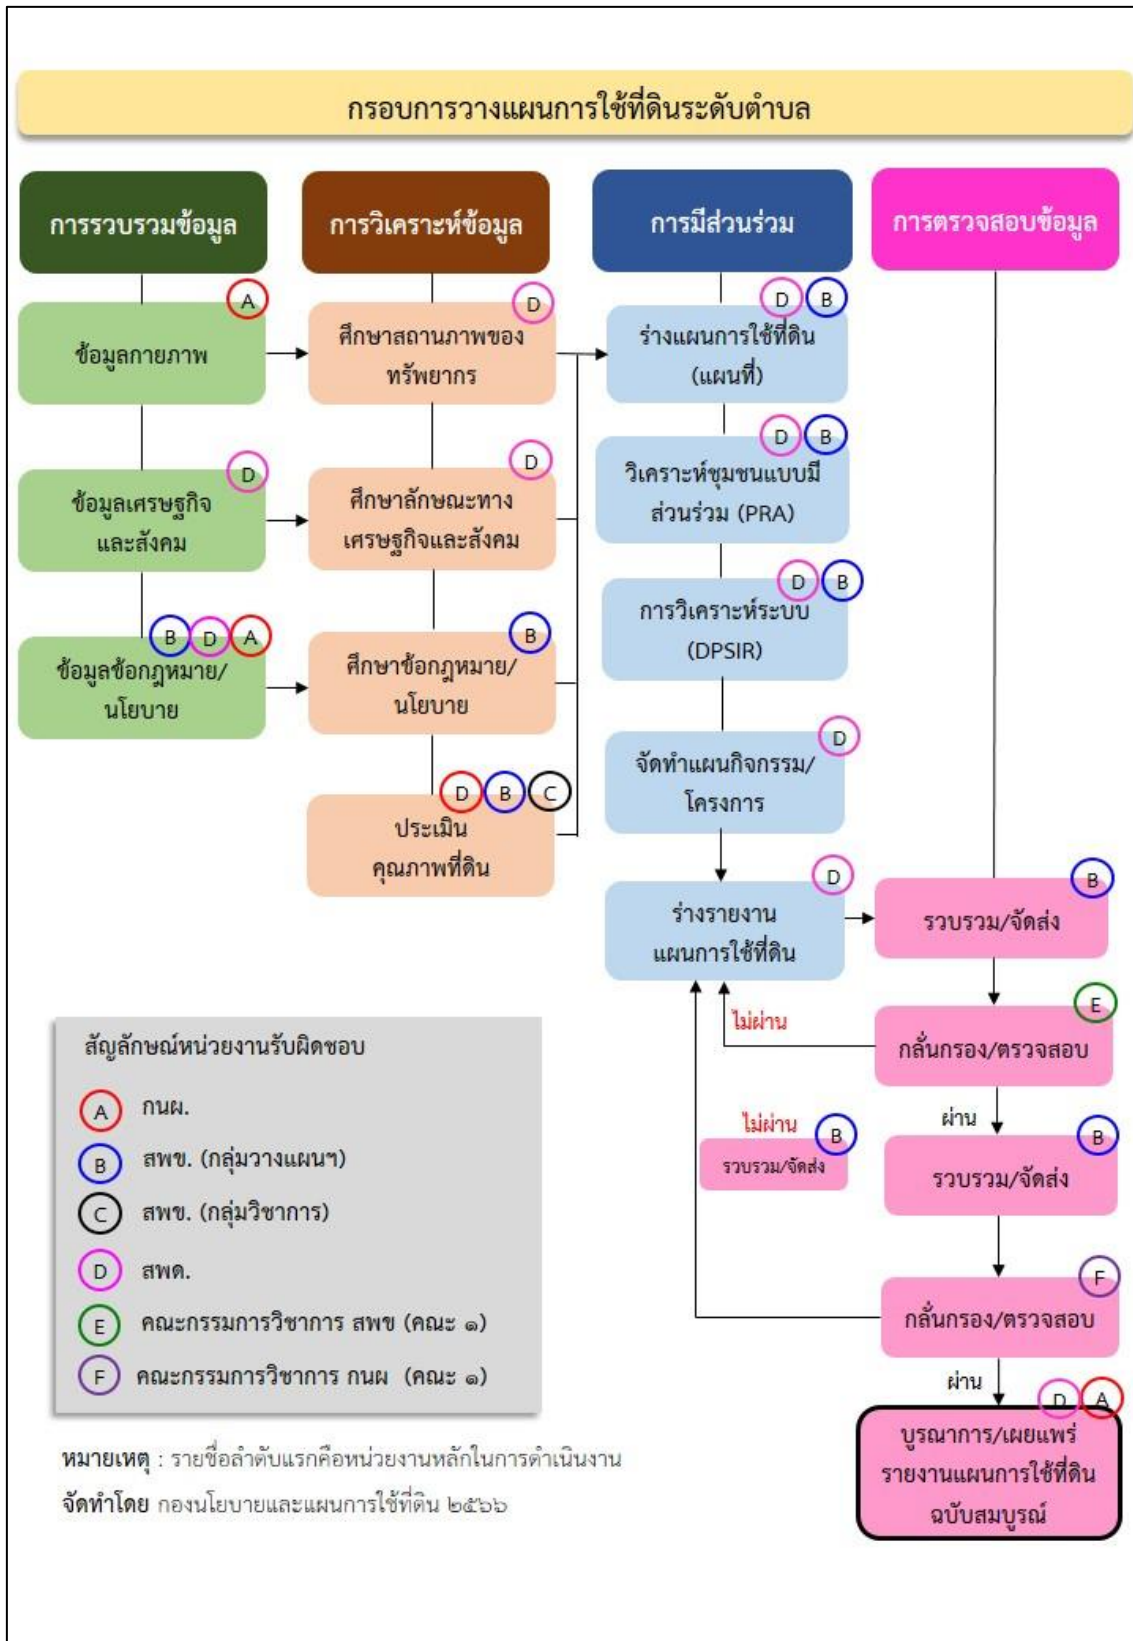 กรอบการวางแผนการใช้ที่ดินระดับตำบล
การรวบรวมข้อมูล
การวิเคราะห์ข้อมูล
การมีส่วนร่วม
การตรวจสอบข้อมูล
A
ข้อมูลกายภาพ
D
ศึกษาสถานภาพของ
ทรัพยากร
D B
ร่างแผนการใช้ที่ดิน
(แผนที่)
D
ข้อมูลเศรษฐกิจ
และสังคม
D
ศึกษาลักษณะทาง
เศรษฐกิจและสังคม
D B
วิเคราะห์ชุมชนแบบมี
ส่วนร่วม (PRA)
D B
การวิเคราะห์ระบบ
(DPSIR)
B D A
ข้อมูลข้อกฎหมาย/
นโยบาย
B
ศึกษาข้อกฎหมาย/
นโยบาย
D
จัดทำแผนกิจกรรม/
โครงการ
D B C
ประเมิน
คุณภาพที่ดิน
D
ร่างรายงาน
แผนการใช้ที่ดิน
B
รวบรวม/จัดส่ง
ไม่ผ่าน
E
กลั่นกรอง/ตรวจสอบ
ผ่าน
ไม่ผ่าน
B
รวบรวม/จัดส่ง
B
รวบรวม/จัดส่ง
F
กลั่นกรอง/ตรวจสอบ
ผ่าน
D A
บูรณาการ/เผยแพร่
รายงานแผนการใช้ที่ดิน
ฉบับสมบูรณ์
สัญลักษณ์หน่วยงานรับผิดชอบ
A กนผ.
B สพข. (กลุ่มวางแผนฯ)
C สพข. (กลุ่มวิชาการ)
D สพด.
E คณะกรรมการวิชาการ สพข (คณะ ๑)
F คณะกรรมการวิชาการ กนผ (คณะ ๑)
หมายเหตุ : รายชื่อลำดับแรกคือหน่วยงานหลักในการดำเนินงาน
จัดทำโดย กองนโยบายและแผนการใช้ที่ดิน ๒๕๖๖